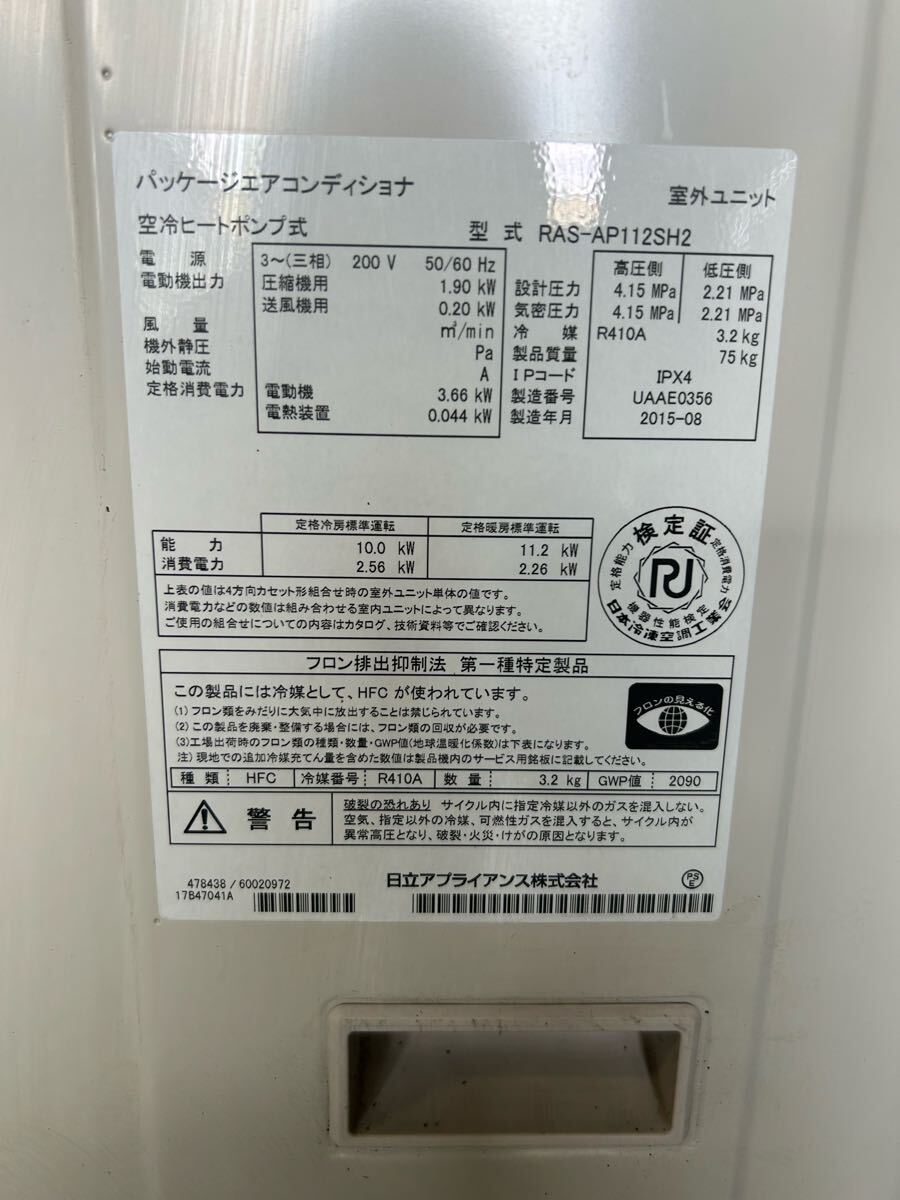 パッケージエアコンディショナ 室外ユニット
空冷ヒートポンプ式 型 式 RAS-AP112SH2
電 源 3～(三相) 200 V 50/60 Hz
電動機出力 圧縮機用 1.90 kW
送風機用 0.20 kW
風 量 m³/min
機外静圧 Pa
始動電流 A
定格消費電力 電動機 3.66 kW
電熱装置 0.044 kW
高圧側 低圧側
設計圧力 4.15 MPa 2.21 MPa
気密圧力 4.15 MPa 2.21 MPa
冷 媒 R410A 3.2 kg
製品質量 75 kg
IPコード IPX4
製造番号 UAAE0356
製造年月 2015-08
定格冷房標準運転 定格暖房標準運転
能 力 10.0 kW 11.2 kW
消費電力 2.56 kW 2.26 kW
上表の値は4方向カセット形組合せ時の室外ユニット単体の値です。
消費電力などの数値は組み合わせる室内ユニットによって異なります。
ご使用の組合せについての内容はカタログ、技術資料等でご確認ください。
検定証
定格能力
定格消費電力
RJ
機器性能検定
フロン排出抑制法 第一種特定製品
この製品には冷媒として、HFC が使われています。
(1)フロン類をみだりに大気中に放出することは禁じられています。
(2)この製品を廃棄・整備する場合には、フロン類の回収が必要です。
(3)工場出荷時のフロン類の種類・数量・GWP値(地球温暖化係数)は下表になります。
注)現地での追加冷媒充てん量を含めた数値は製品機内のサービス用銘板に記載してください。
フロンの見える化
種 類 HFC 冷媒番号 R410A 数 量 3.2 kg GWP値 2090
警 告
破裂の恐れあり サイクル内に指定冷媒以外のガスを混入しない。
空気、指定以外の冷媒、可燃性ガスを混入すると、サイクル内が
異常高圧となり、破裂・火災・けがの原因となります。
478438 / 60020972
17B47041A
日立アプライアンス株式会社
PS
E